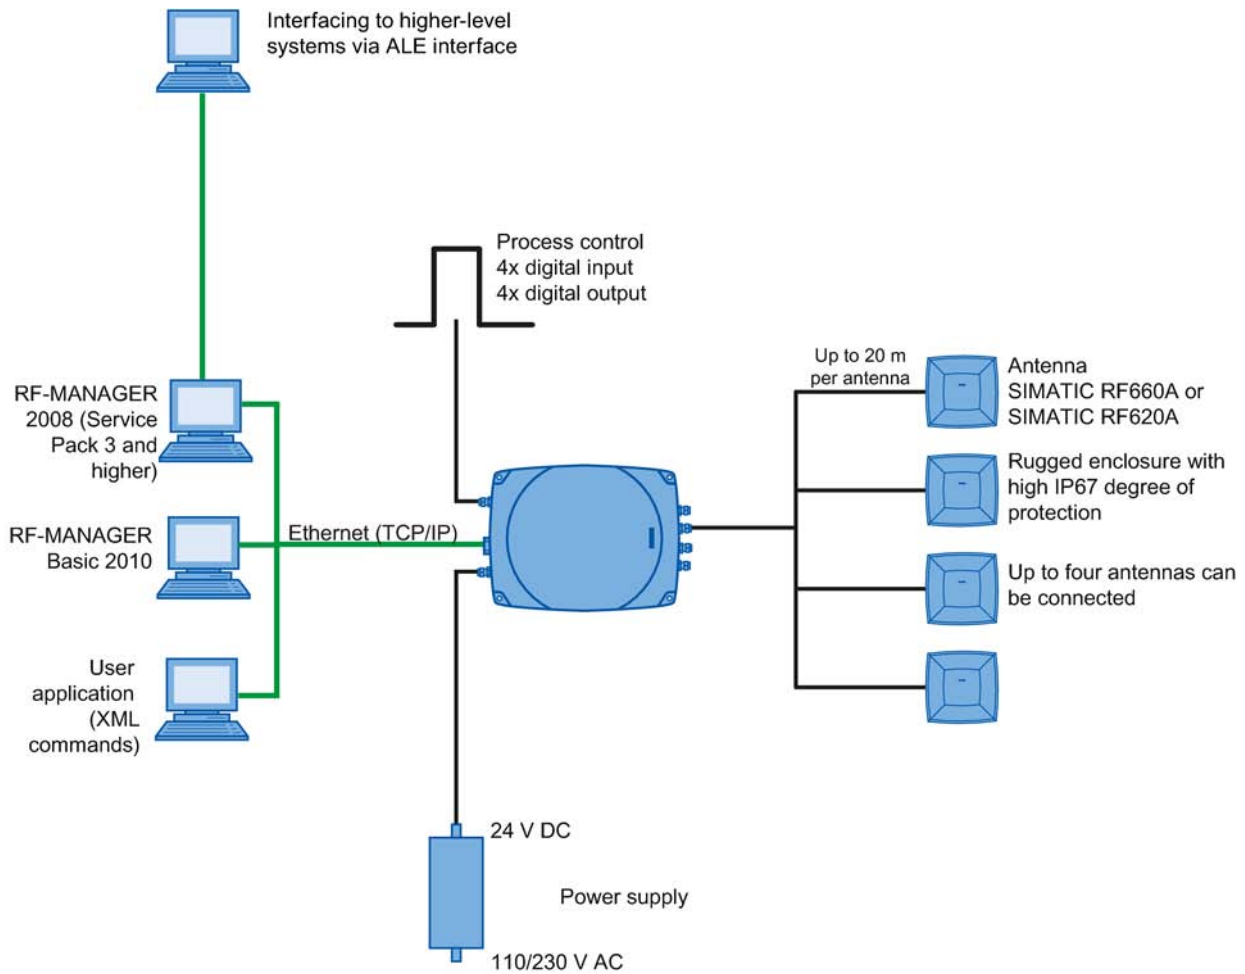 Interfacing to higher-level
systems via ALE interface
Process control
4x digital input
4x digital output
RF-MANAGER
2008 (Service
Pack 3 and
higher)
RF-MANAGER
Basic 2010
User
application
(XML
commands)
Ethernet (TCP/IP)
Up to 20 m
per antenna
Antenna
SIMATIC RF660A or
SIMATIC RF620A
Rugged enclosure with
high IP67 degree of
protection
Up to four antennas can
be connected
24 V DC
Power supply
110/230 V AC